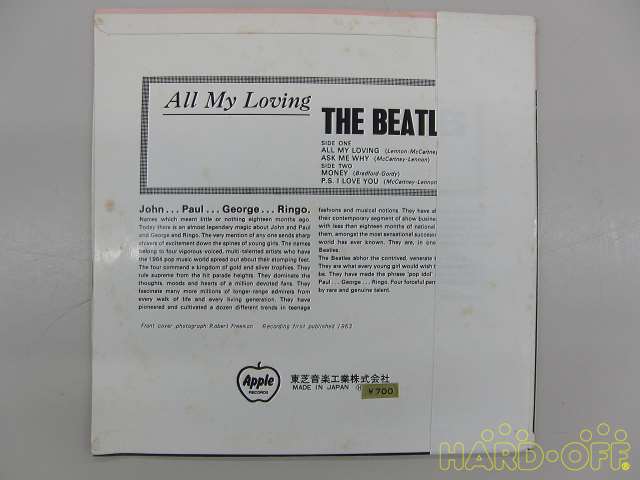 All My Loving
THE BEATL
SIDE ONE
ALL MY LOVING (Lennon-McCartney
ASK ME WHY (McCartney-Lennon)
SIDE TWO
MONEY (Bradford-Gordy)
P.S. I LOVE YOU (McCartney-Lennon
John . . . Paul . . . George . . . Ringo.
Names which meant little or nothing eighteen months ago.
Today there is an almost legendary magic about John and Paul
and George and Ringo. The very mention of any one sends sharp
shivers of excitement down the spines of young girls. The names
belong to four vigorous voiced, multi talented artists who have
the 1964 pop music world spread out about their stomping feet.
The four command a kingdom of gold and silver trophies. They
rule supreme from the hit parade heights. They dominate the
thoughts, moods and hearts of a million devoted fans. They
fascinate many more millions of longer-range admirers from
every walk of life and every living generation. They have
pioneered and cultivated a dozen different trends in teenage
fashions and musical notions. They have s
their contemporary segment of show busine
with less then eighteen months of national
them, amongst the most sensational success
world has ever known. They are, in one
Beatles.
The Beatles abhor the contrived, venerate t
They are what every young girl would wish t
be. They have made the phrase 'pop idol'
Paul . . . George . . . Ringo. Four forceful per
by rare and genuine talent.
Front cover photograph Robert Freeman Recording first published 1963
Apple
RECORDS
東芝音楽工業株式会社
MADE IN JAPAN
￥700
HARD-OFF